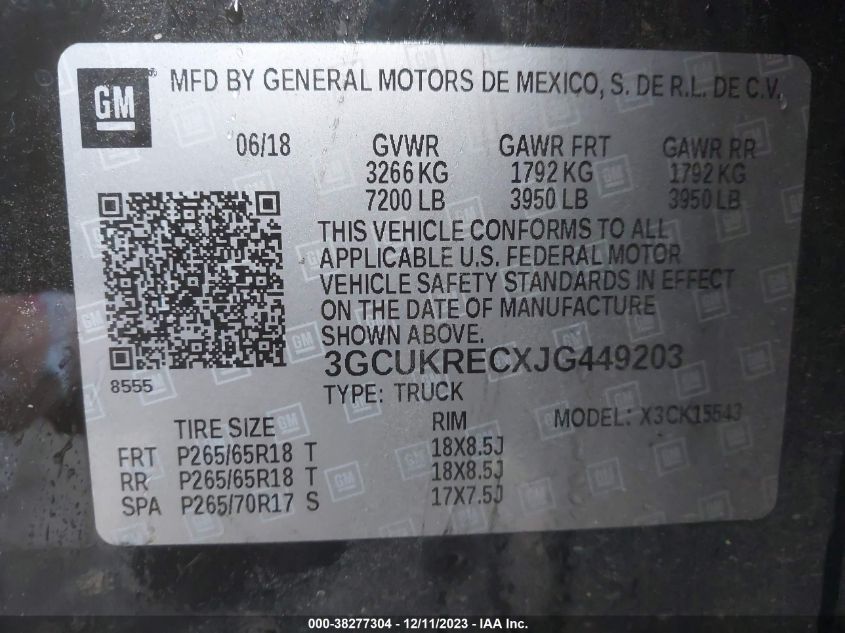 GM
MFD BY GENERAL MOTORS DE MEXICO, S. DE R.L. DE C.V.
06/18 GVWR GAWR FRT GAWR RR
3266 KG 1792 KG 1792 KG
7200 LB 3950 LB 3950 LB
THIS VEHICLE CONFORMS TO ALL
APPLICABLE U.S. FEDERAL MOTOR
VEHICLE SAFETY STANDARDS IN EFFECT
ON THE DATE OF MANUFACTURE
SHOWN ABOVE.
3GCUKRECXJG449203
8555
TYPE: TRUCK
TIRE SIZE RIM MODEL: X3CK15543
FRT P265/65R18 T 18X8.5J
RR P265/65R18 T 18X8.5J
SPA P265/70R17 S 17X7.5J
000-38277304 - 12/11/2023 - IAA Inc.